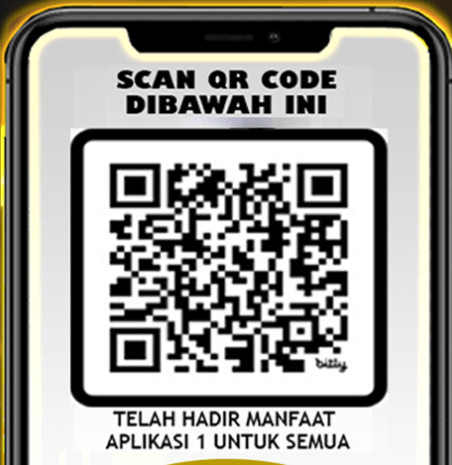 SCAN QR CODE
DIBAWAH INI
bitly
TELAH HADIR MANFAAT
APLIKASI 1 UNTUK SEMUA